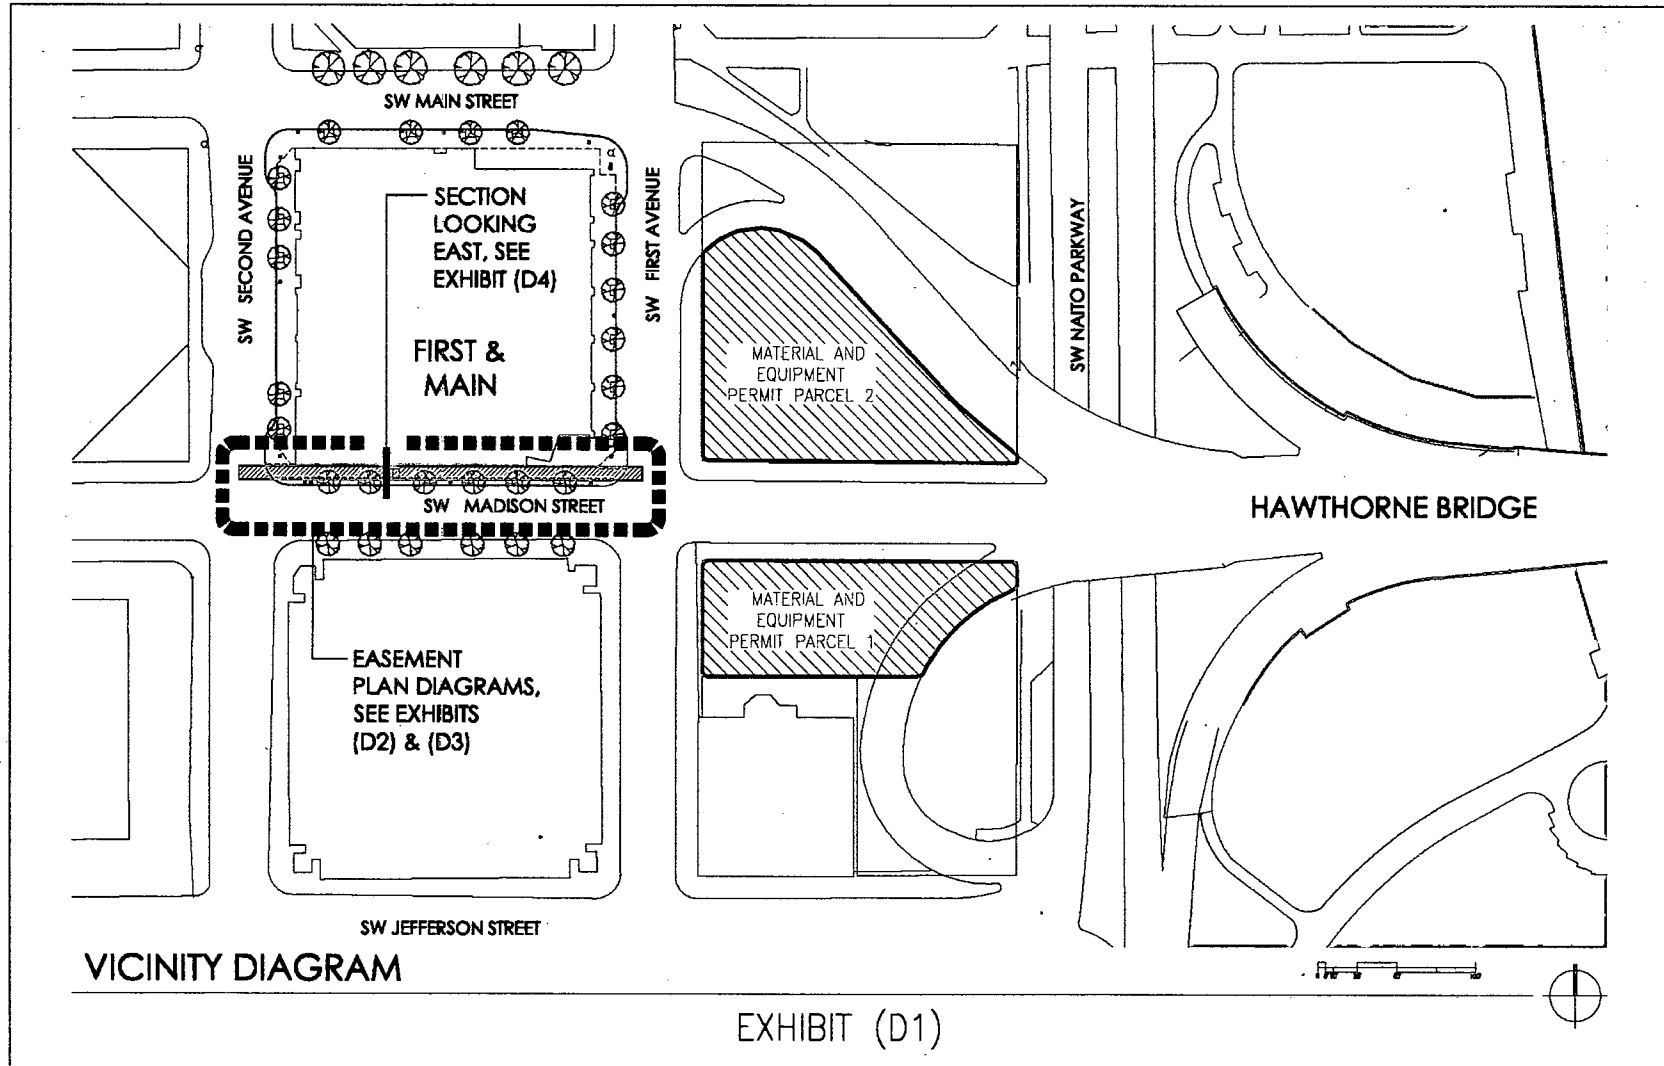 SW MAIN STREET
SW SECOND AVENUE
SECTION
LOOKING
EAST, SEE
EXHIBIT (D4)
SW FIRST AVENUE
SW NAITO PARKWAY
FIRST &
MAIN
MATERIAL AND
EQUIPMENT
PERMIT PARCEL 2
SW MADISON STREET
HAWTHORNE BRIDGE
MATERIAL AND
EQUIPMENT
PERMIT PARCEL 1
EASEMENT
PLAN DIAGRAMS,
SEE EXHIBITS
(D2) & (D3)
SW JEFFERSON STREET
VICINITY DIAGRAM
EXHIBIT (D1)